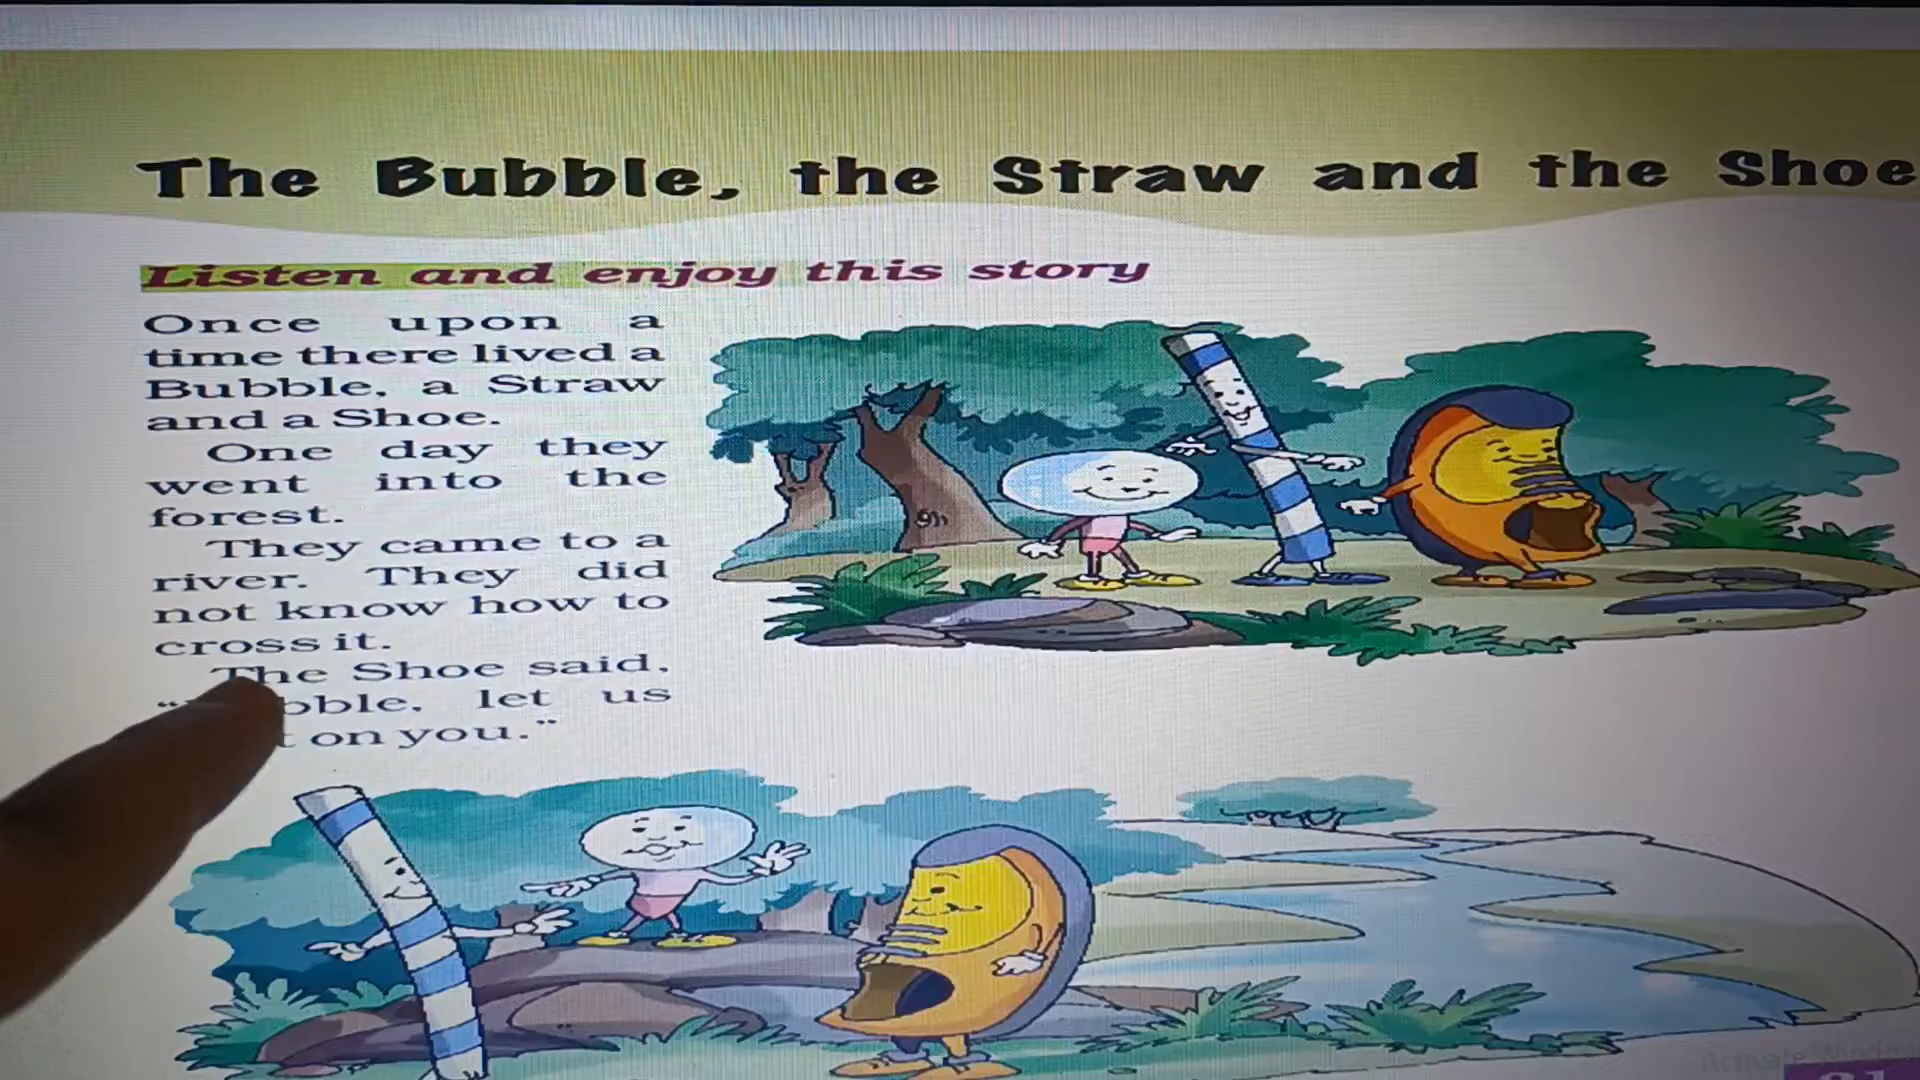 The Bubble, the Straw and the Shoe
Listen and enjoy this story
Once upon a
time there lived a
Bubble, a Straw
and a Shoe.
One day they
went into the
forest.
They came to a
river. They did
not know how to
cross it.
The Shoe said,
let us
on you.”